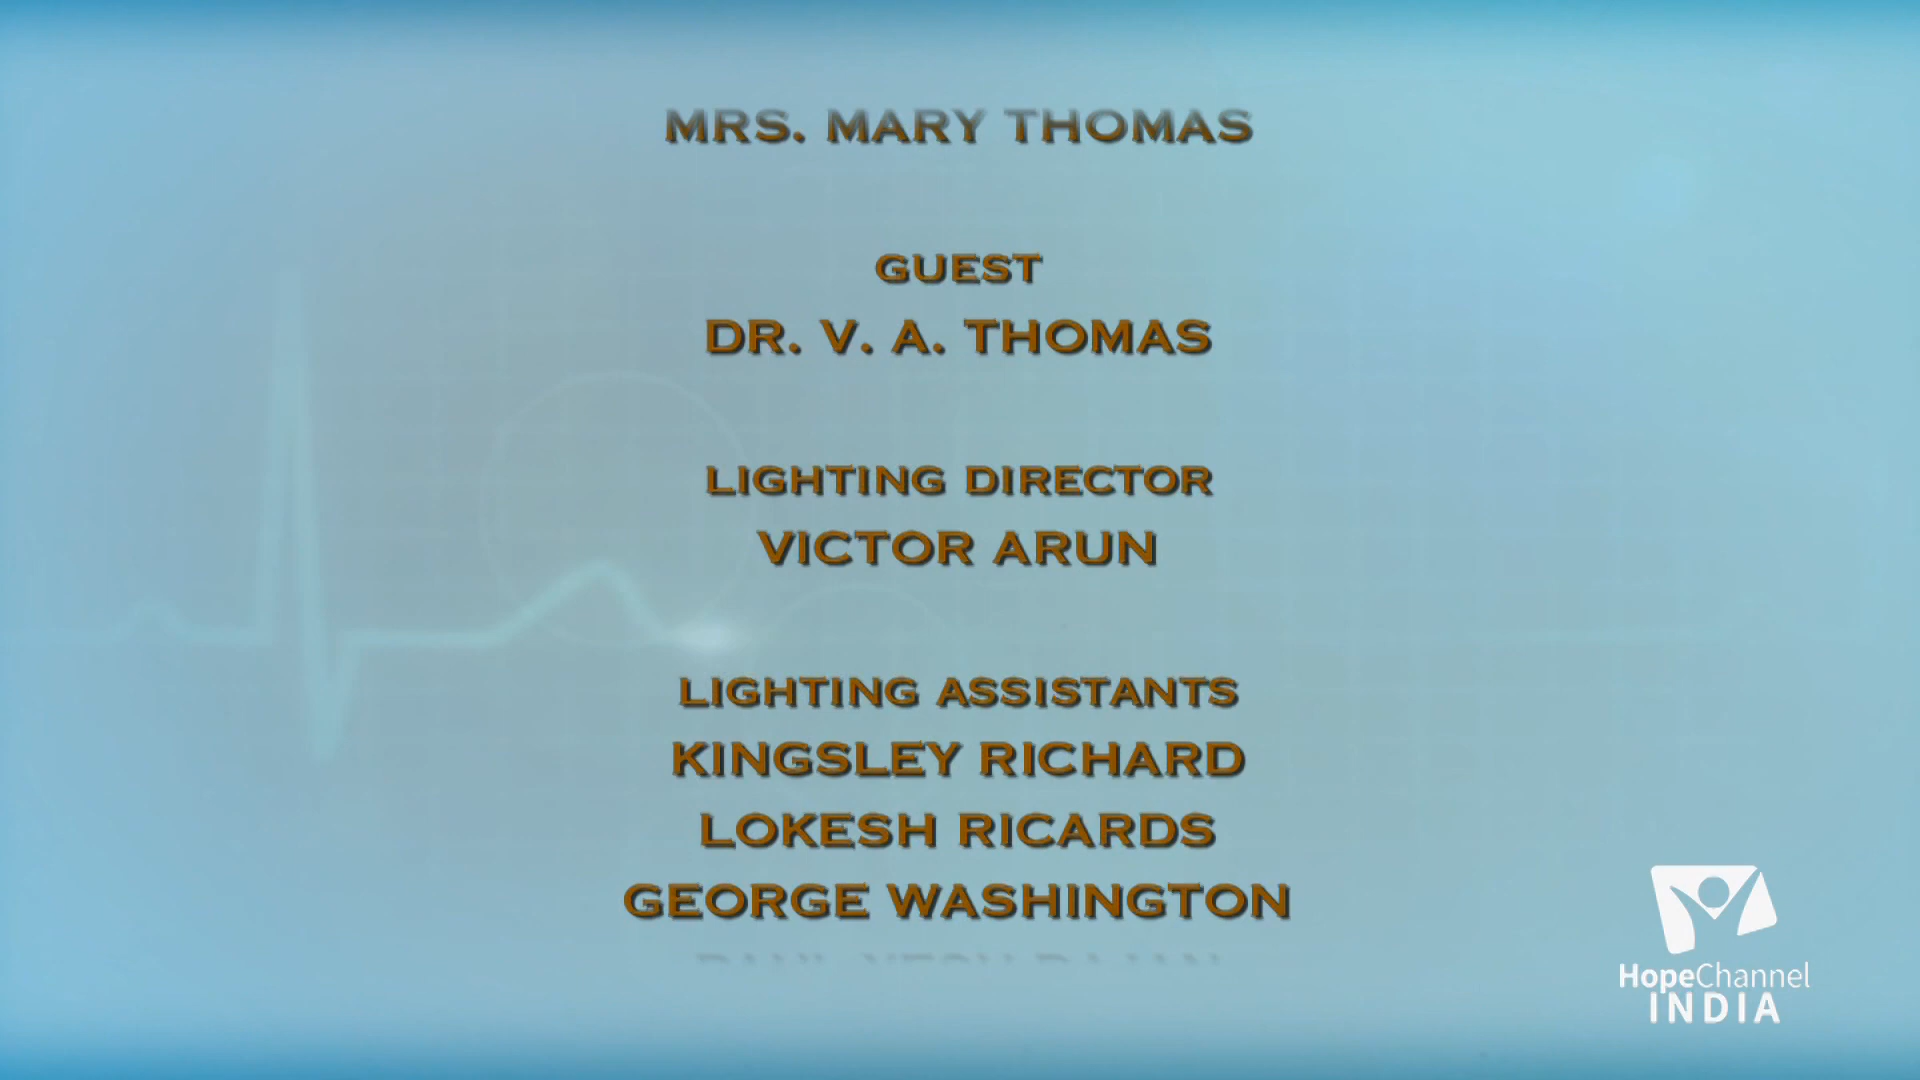 MRS. MARY THOMAS
GUEST
DR. V. A. THOMAS
LIGHTING DIRECTOR
VICTOR ARUN
LIGHTING ASSISTANTS
KINGSLEY RICHARD
LOKESH RICARDS
GEORGE WASHINGTON
HopeChannel
INDIA